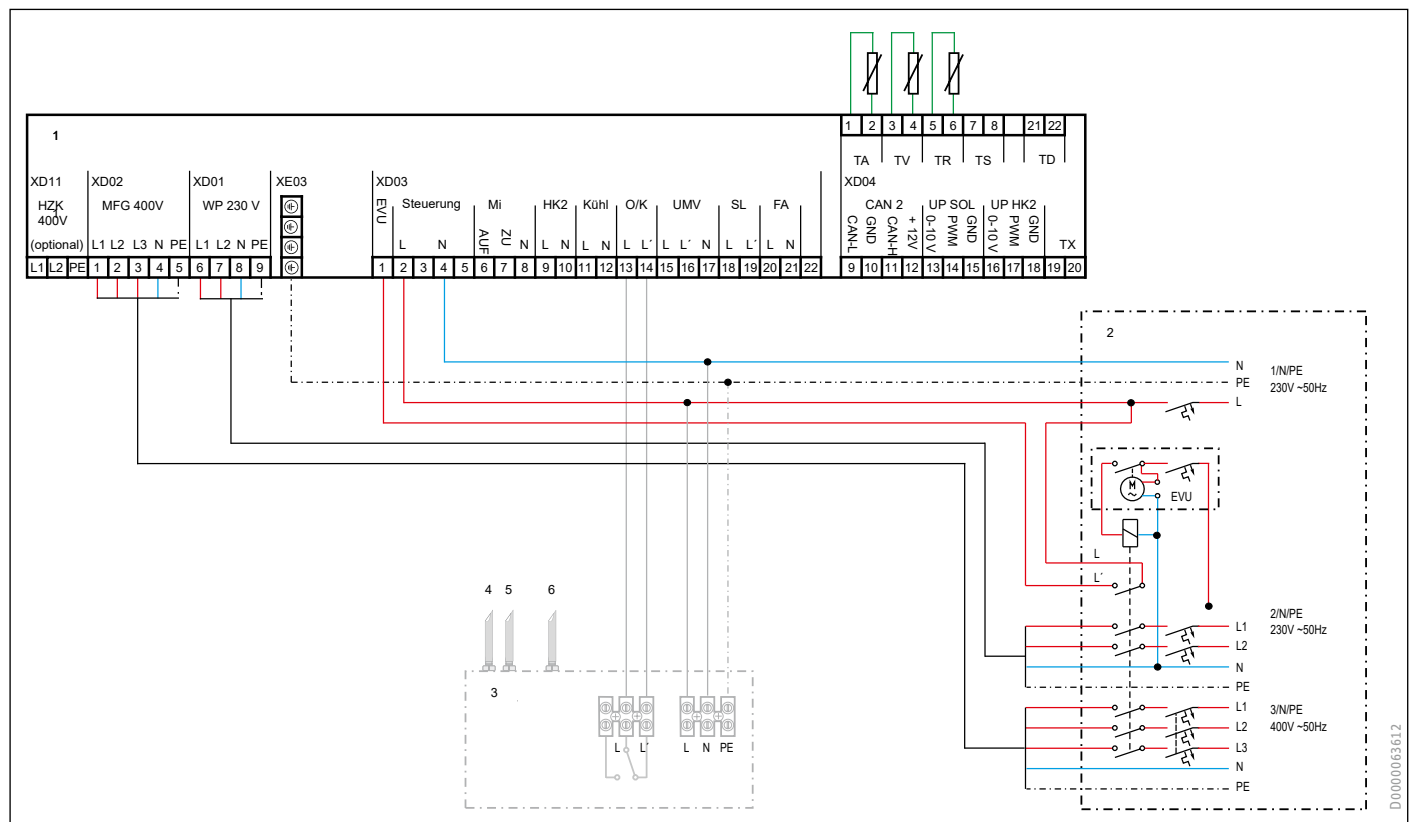 1 2 3 4 5 6 7 8 21 22
1
TA TV TR TS TD
XD11 XD02 XD01 XE03 XD03 XD04
HZK MFG 400V WP 230 V EVU Steuerung Mi HK2 Kühl O/K UMV SL FA CAN 2 UP SOL UP HK2
400V
AUF ZU CAN-L GND CAN-H + 12V 0-10 V PWM GND 0-10 V PWM GND
(optional) L1 L2 L3 N PE L1 L2 N PE L N N L N L N L L´ L L´ N L L´ L N TX
L1 L2 PE 1 2 3 4 5 6 7 8 9 1 2 3 4 5 6 7 8 9 10 11 12 13 14 15 16 17 18 19 20 21 22 9 10 11 12 13 14 15 16 17 18 19 20
2
N
1/N/PE
PE
230V ~50Hz
L
M
~
EVU
L
L´
4 5 6
2/N/PE
L1
230V ~50Hz
L2
N
3
PE
L1
3/N/PE
L2
400V ~50Hz
L L´ L N PE
L3
N
PE
D0000063612